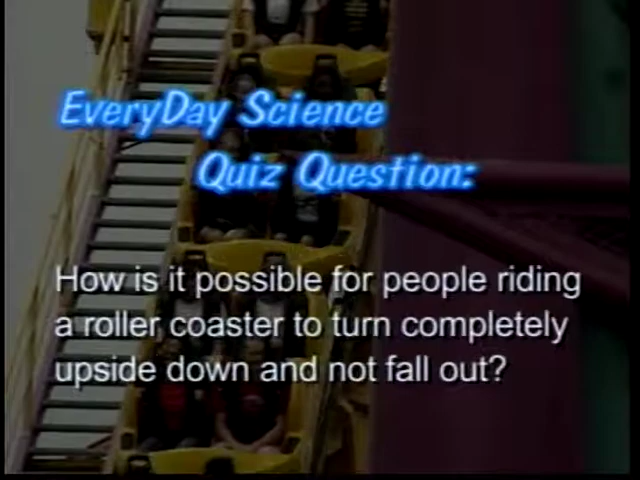 EveryDay Science
Quiz Question:
How is it possible for people riding
a roller coaster to turn completely
upside down and not fall out?